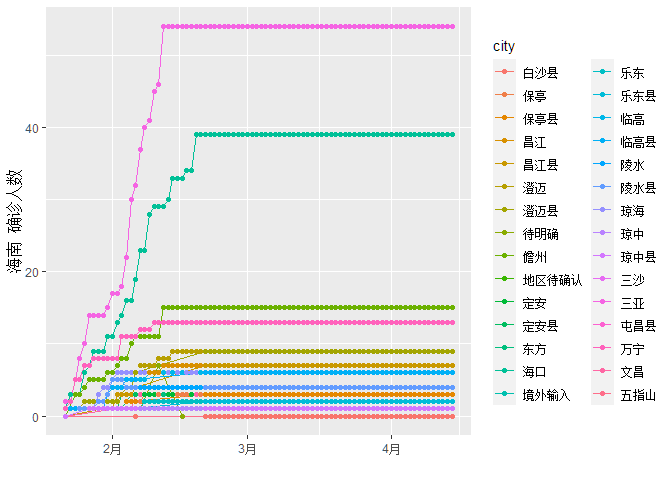 city
白沙县
保亭
保亭县
昌江
昌江县
澄迈
澄迈县
待明确
儋州
地区待确认
定安
定安县
东方
海口
境外输入
乐东
乐东县
临高
临高县
陵水
陵水县
琼海
琼中
琼中县
三沙
三亚
屯昌县
万宁
文昌
五指山
海南 确诊人数
40
20
0
2月
3月
4月